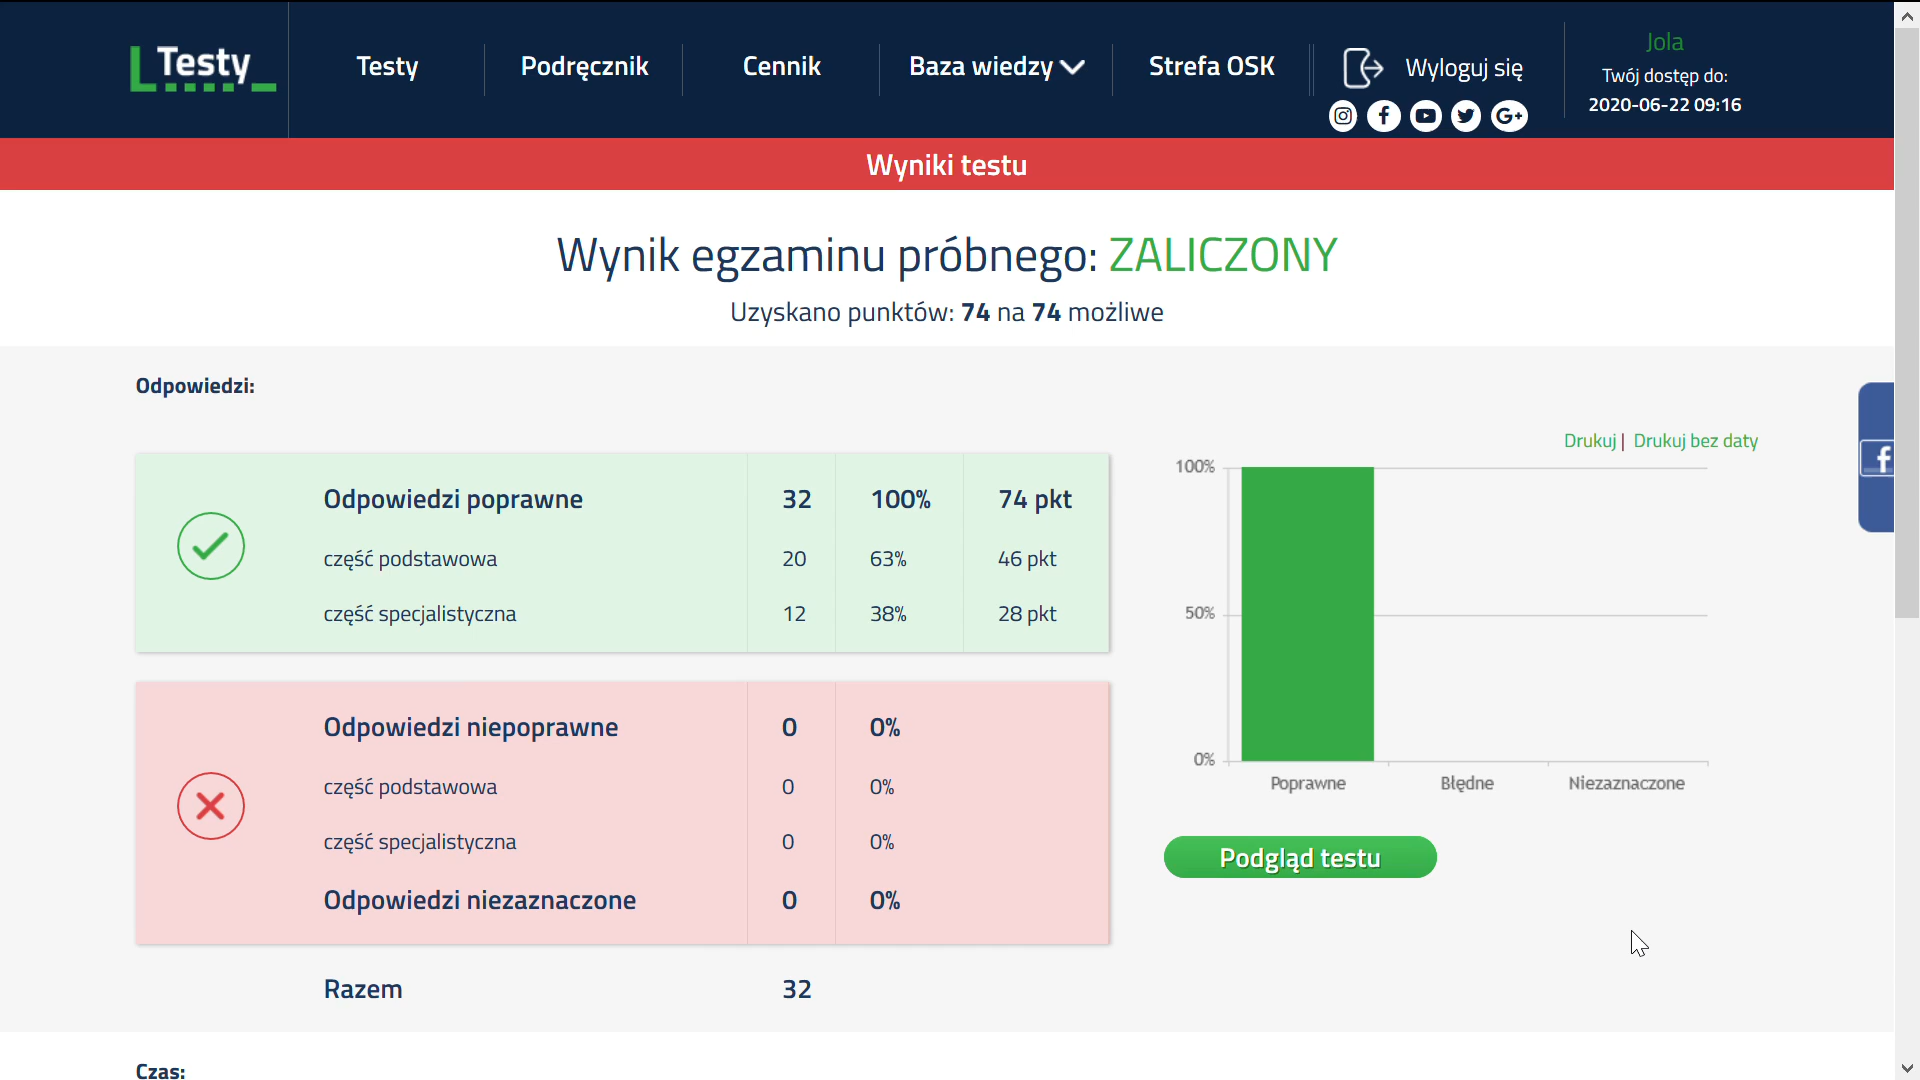 L Testy
Testy
Podręcznik
Cennik
Baza wiedzy
Strefa OSK
Wyloguj się
Jola
Twój dostęp do:
2020-06-22 09:16
Wyniki testu
Wynik egzaminu próbnego: ZALICZONY
Uzyskano punktów: 74 na 74 możliwe
Odpowiedzi:
Drukuj | Drukuj bez daty
Odpowiedzi poprawne 32 100% 74 pkt
część podstawowa 20 63% 46 pkt
część specjalistyczna 12 38% 28 pkt
Odpowiedzi niepoprawne 0 0%
część podstawowa 0 0%
część specjalistyczna 0 0%
Odpowiedzi niezaznaczone 0 0%
Razem 32
100%
50%
0%
Poprawne Błędne Niezaznaczone
Podgląd testu
Czas: